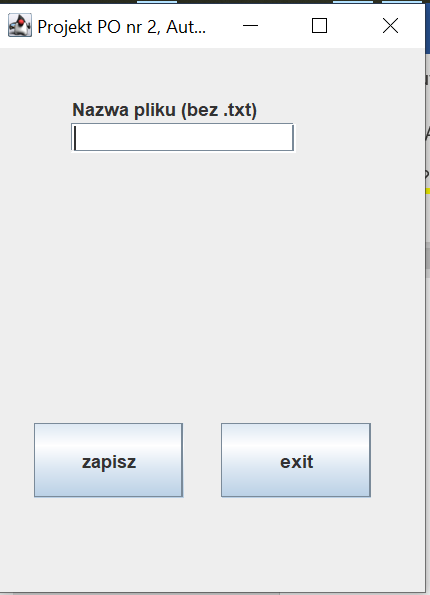 Projekt PO nr 2, Aut...
Nazwa pliku (bez .txt)
zapisz
exit